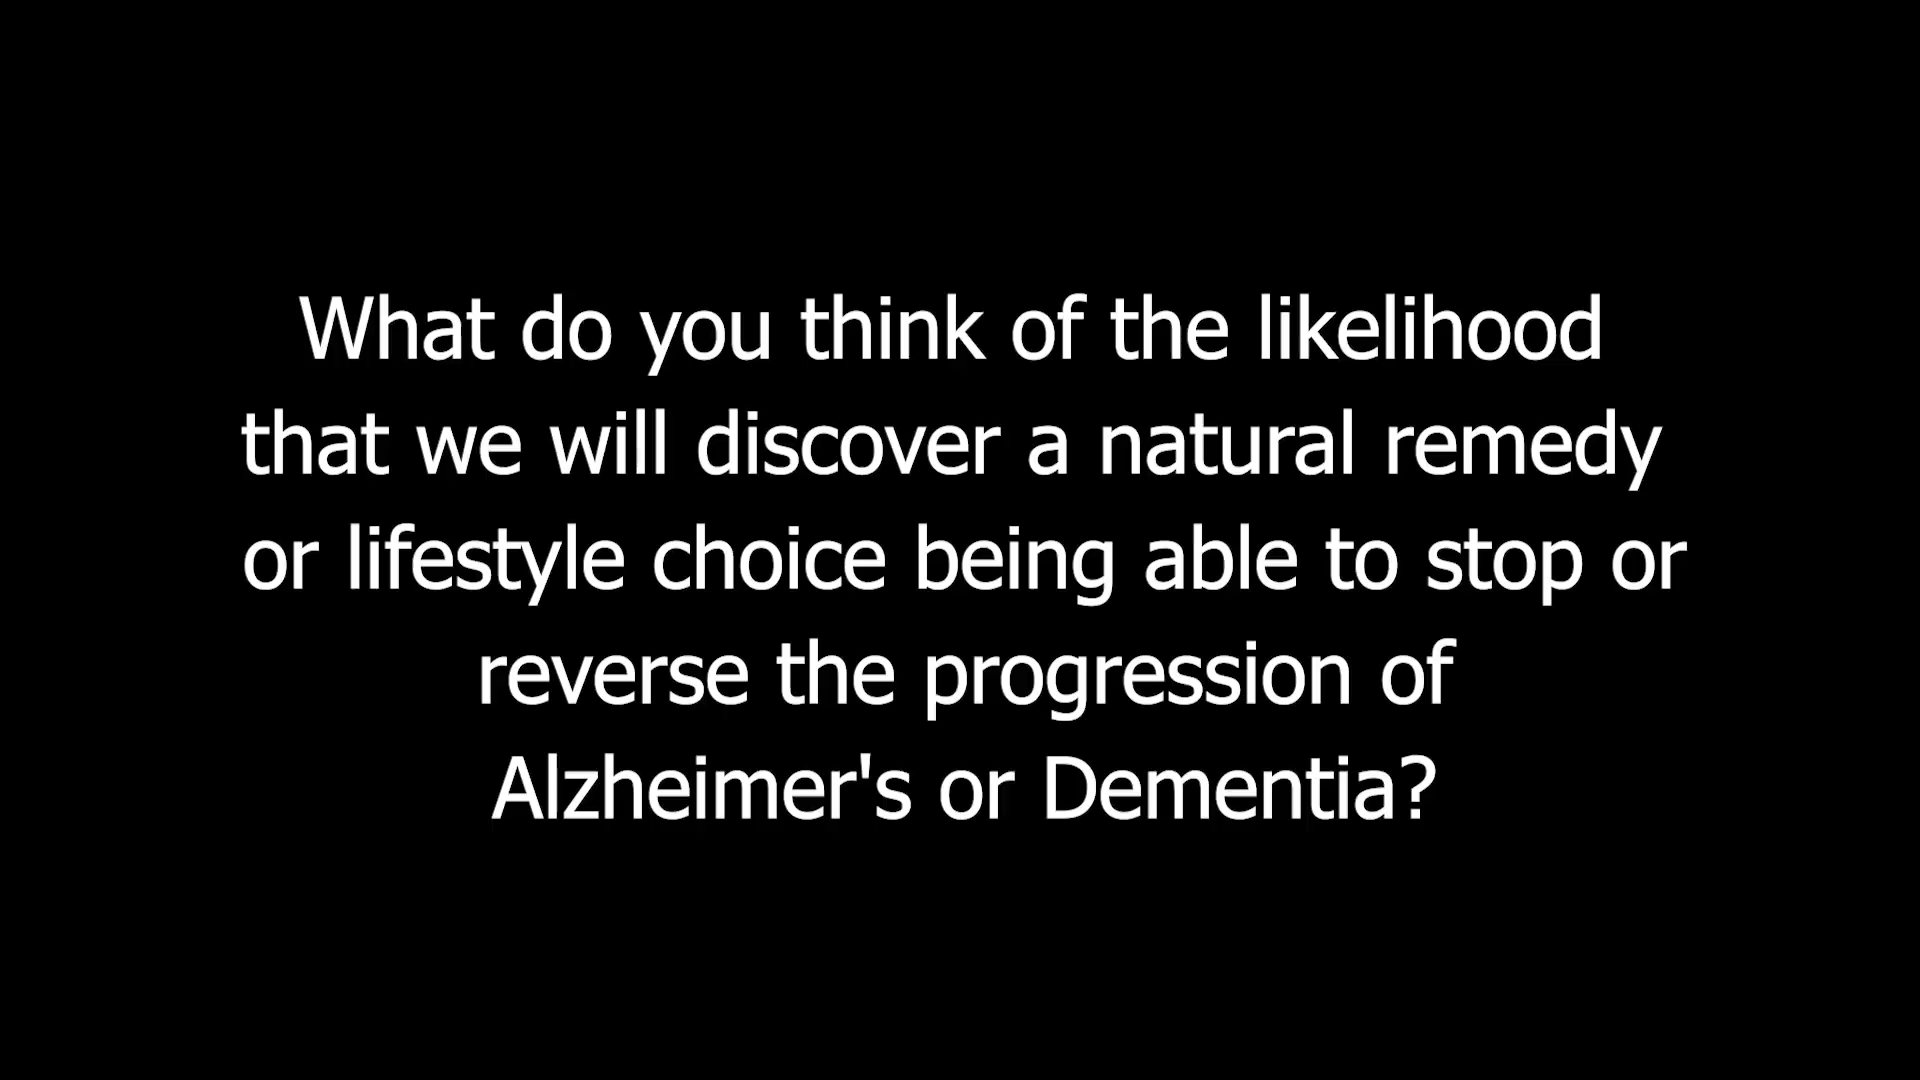 What do you think of the likelihood
that we will discover a natural remedy
or lifestyle choice being able to stop or
reverse the progression of
Alzheimer's or Dementia?